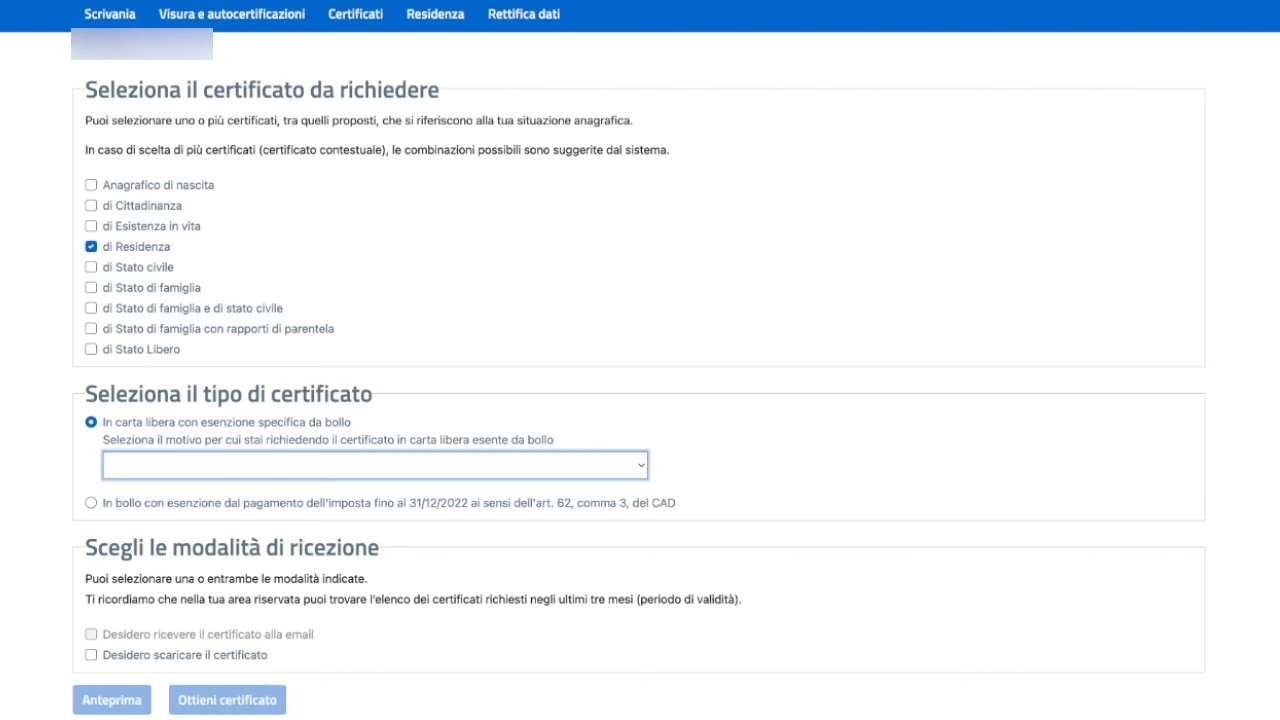 Scrivania Visura e autocertificazioni Certificati Residenza Rettifica dati
Seleziona il certificato da richiedere
Puoi selezionare uno o più certificati, tra quelli proposti, che si riferiscono alla tua situazione anagrafica.
In caso di scelta di più certificati (certificato contestuale), le combinazioni possibili sono suggerite dal sistema.
Anagrafico di nascita
di Cittadinanza
di Esistenza in vita
di Residenza
di Stato civile
di Stato di famiglia
di Stato di famiglia e di stato civile
di Stato di famiglia con rapporti di parentela
di Stato Libero
Seleziona il tipo di certificato
In carta libera con esenzione specifica da bollo
Seleziona il motivo per cui stai richiedendo il certificato in carta libera esente da bollo
In bollo con esenzione dal pagamento dell'imposta fino al 31/12/2022 ai sensi dell'art. 62, comma 3, del CAD
Scegli le modalità di ricezione
Puoi selezionare una o entrambe le modalità indicate.
Ti ricordiamo che nella tua area riservata puoi trovare l'elenco dei certificati richiesti negli ultimi tre mesi (periodo di validità).
Desidero ricevere il certificato alla email
Desidero scaricare il certificato
Anteprima Ottieni certificato